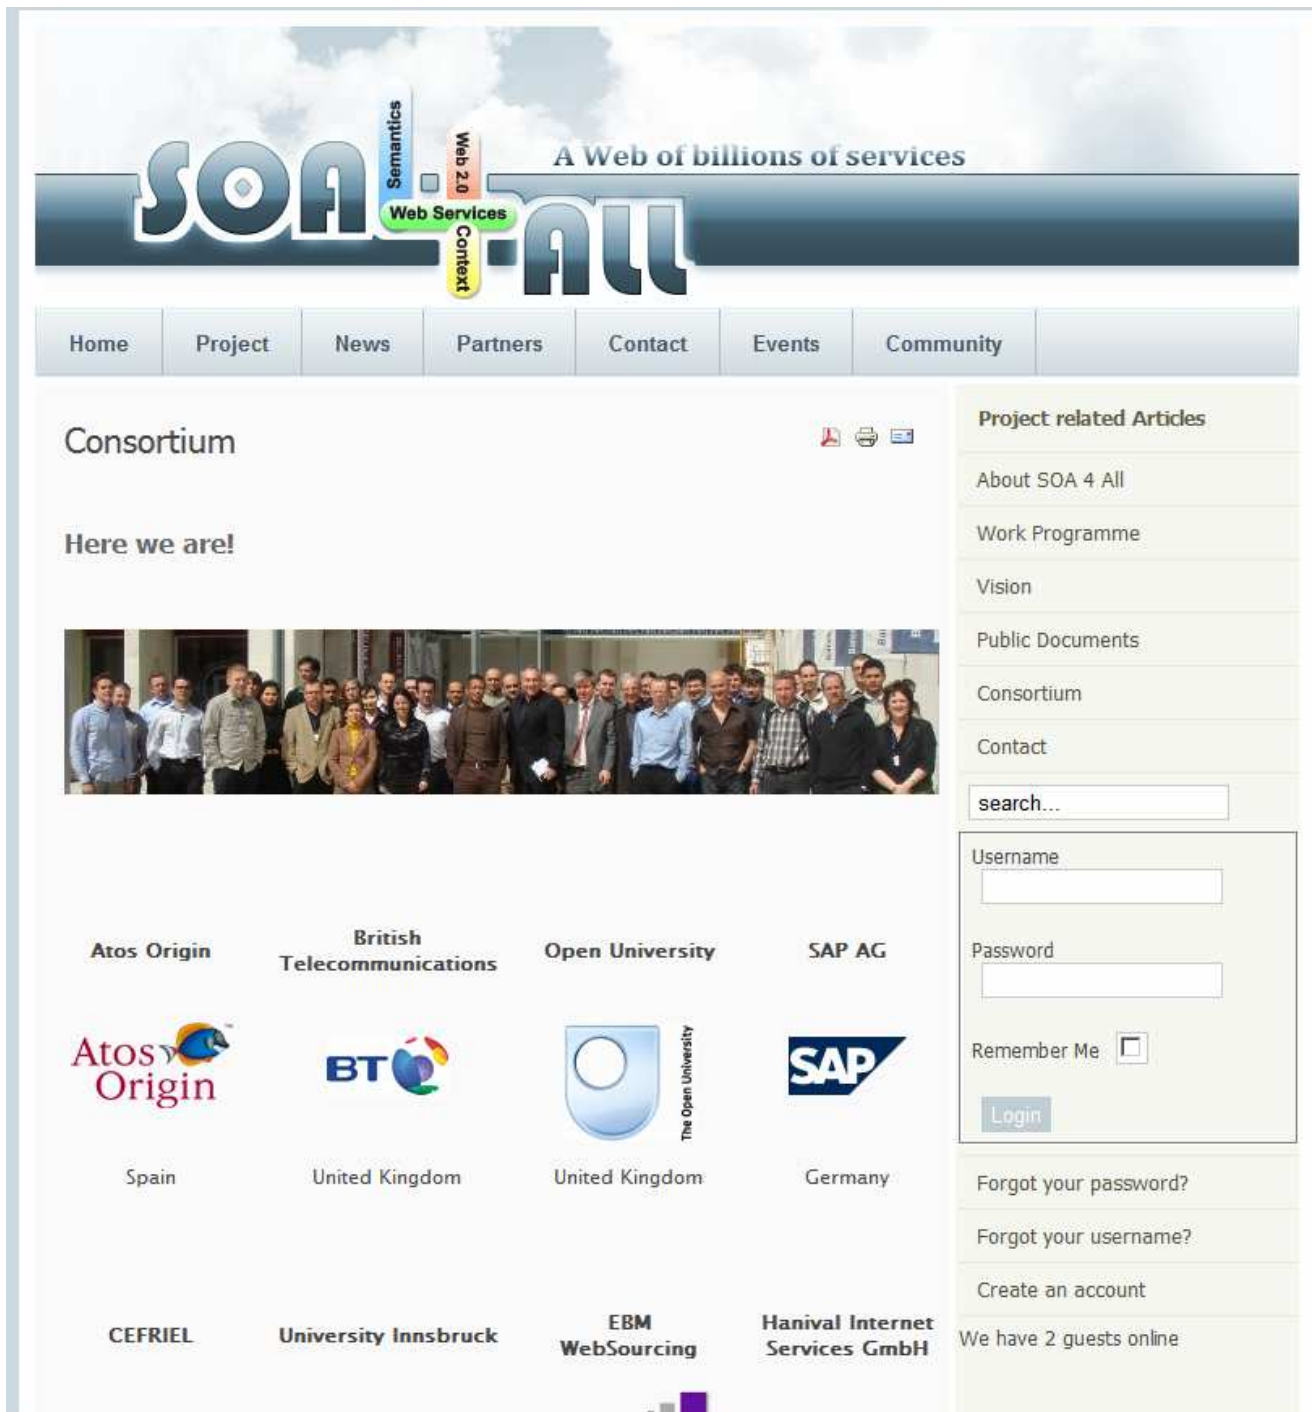 A Web of billions of services
SOA 4 ALL
Semantics
Web 2.0
Web Services
Context
Home Project News Partners Contact Events Community
Consortium
Here we are!
Atos Origin
British
Telecommunications
Open University
SAP AG
Atos
Origin
TM
BT
The Open University
SAP
Spain
United Kingdom
United Kingdom
Germany
CEFRIEL
University Innsbruck
EBM
WebSourcing
Hanival Internet
Services GmbH
Project related Articles
About SOA 4 All
Work Programme
Vision
Public Documents
Consortium
Contact
search...
Username
Password
Remember Me
Login
Forgot your password?
Forgot your username?
Create an account
We have 2 guests online